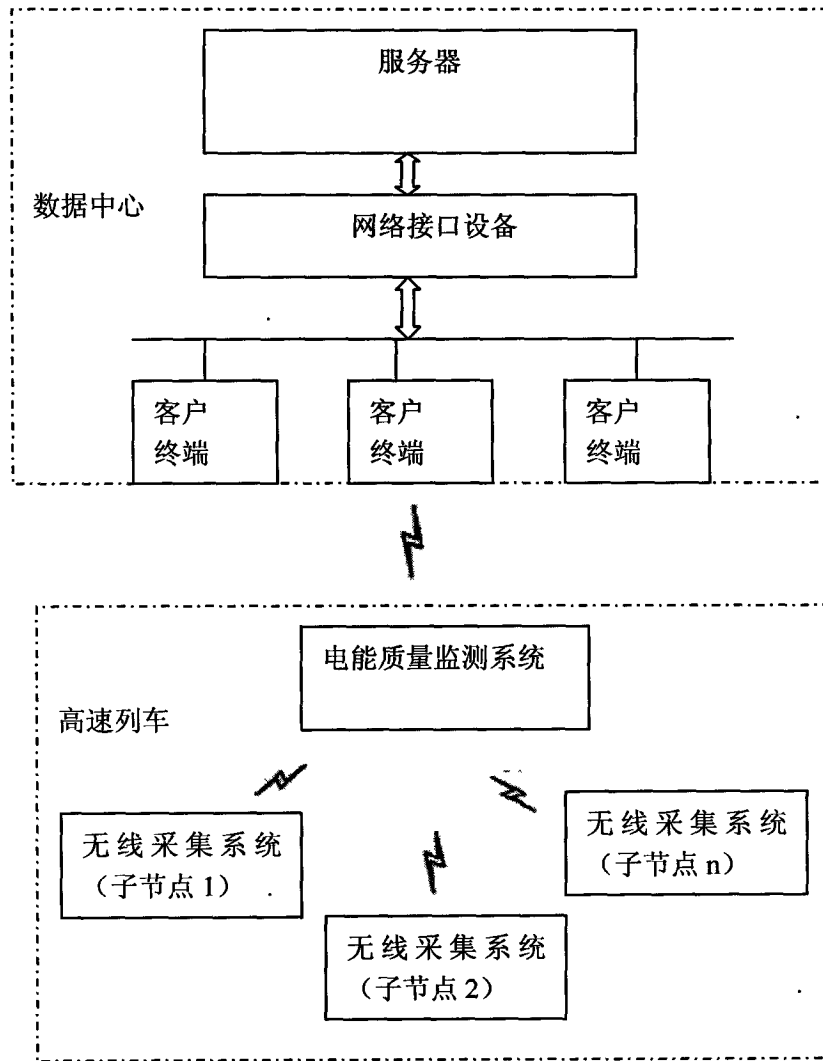 服务器
数据中心
网络接口设备
客户
终端
客户
终端
客户
终端
电能质量监测系统
高速列车
无线采集系统
（子节点1）
无线采集系统
（子节点2）
无线采集系统
（子节点n）